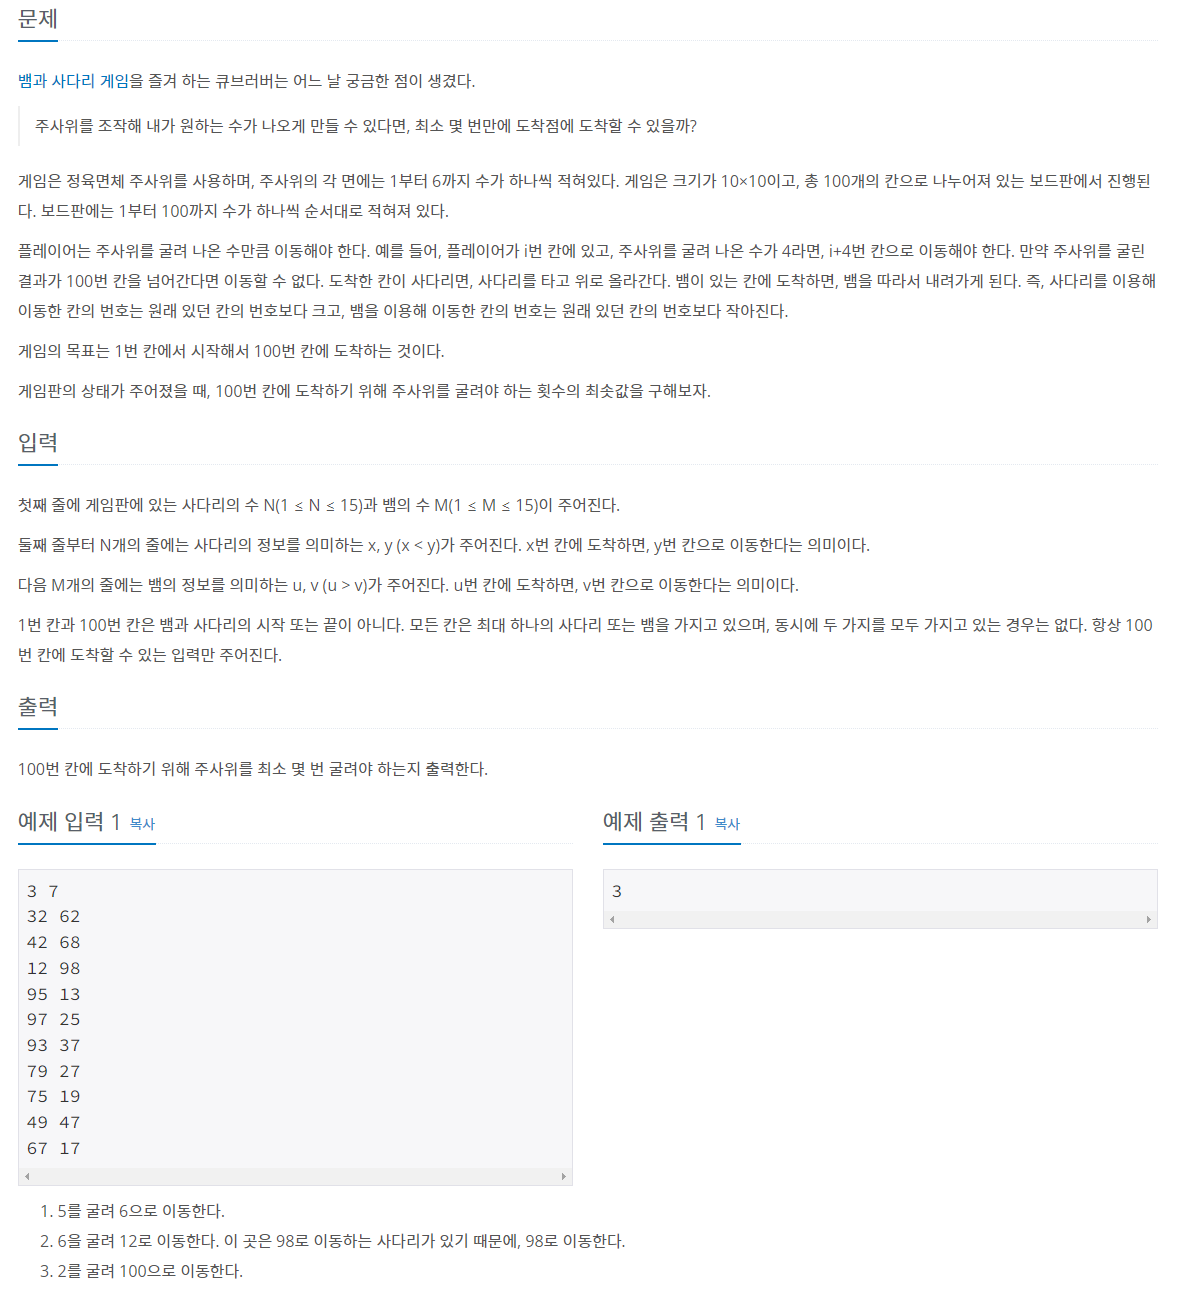 문제
뱀과 사다리 게임을 즐겨 하는 큐브러버는 어느 날 궁금한 점이 생겼다.
주사위를 조작해 내가 원하는 수가 나오게 만들 수 있다면, 최소 몇 번만에 도착점에 도착할 수 있을까?
게임은 정육면체 주사위를 사용하며, 주사위의 각 면에는 1부터 6까지 수가 하나씩 적혀있다. 게임은 크기가 10×10이고, 총 100개의 칸으로 나누어져 있는 보드판에서 진행된
다. 보드판에는 1부터 100까지 수가 하나씩 순서대로 적혀져 있다.
플레이어는 주사위를 굴려 나온 수만큼 이동해야 한다. 예를 들어, 플레이어가 i번 칸에 있고, 주사위를 굴려 나온 수가 4라면, i+4번 칸으로 이동해야 한다. 만약 주사위를 굴린
결과가 100번 칸을 넘어간다면 이동할 수 없다. 도착한 칸이 사다리면, 사다리를 타고 위로 올라간다. 뱀이 있는 칸에 도착하면, 뱀을 따라서 내려가게 된다. 즉, 사다리를 이용해
이동한 칸의 번호는 원래 있던 칸의 번호보다 크고, 뱀을 이용해 이동한 칸의 번호는 원래 있던 칸의 번호보다 작아진다.
게임의 목표는 1번 칸에서 시작해서 100번 칸에 도착하는 것이다.
게임판의 상태가 주어졌을 때, 100번 칸에 도착하기 위해 주사위를 굴려야 하는 횟수의 최솟값을 구해보자.
입력
첫째 줄에 게임판에 있는 사다리의 수 N(1 ≤ N ≤ 15)과 뱀의 수 M(1 ≤ M ≤ 15)이 주어진다.
둘째 줄부터 N개의 줄에는 사다리의 정보를 의미하는 x, y (x < y)가 주어진다. x번 칸에 도착하면, y번 칸으로 이동한다는 의미이다.
다음 M개의 줄에는 뱀의 정보를 의미하는 u, v (u > v)가 주어진다. u번 칸에 도착하면, v번 칸으로 이동한다는 의미이다.
1번 칸과 100번 칸은 뱀과 사다리의 시작 또는 끝이 아니다. 모든 칸은 최대 하나의 사다리 또는 뱀을 가지고 있으며, 동시에 두 가지를 모두 가지고 있는 경우는 없다. 항상 100
번 칸에 도착할 수 있는 입력만 주어진다.
출력
100번 칸에 도착하기 위해 주사위를 최소 몇 번 굴려야 하는지 출력한다.
예제 입력 1 복사
3 7
32 62
42 68
12 98
95 13
97 25
93 37
79 27
75 19
49 47
67 17
예제 출력 1 복사
3
1. 5를 굴려 6으로 이동한다.
2. 6을 굴려 12로 이동한다. 이 곳은 98로 이동하는 사다리가 있기 때문에, 98로 이동한다.
3. 2를 굴려 100으로 이동한다.